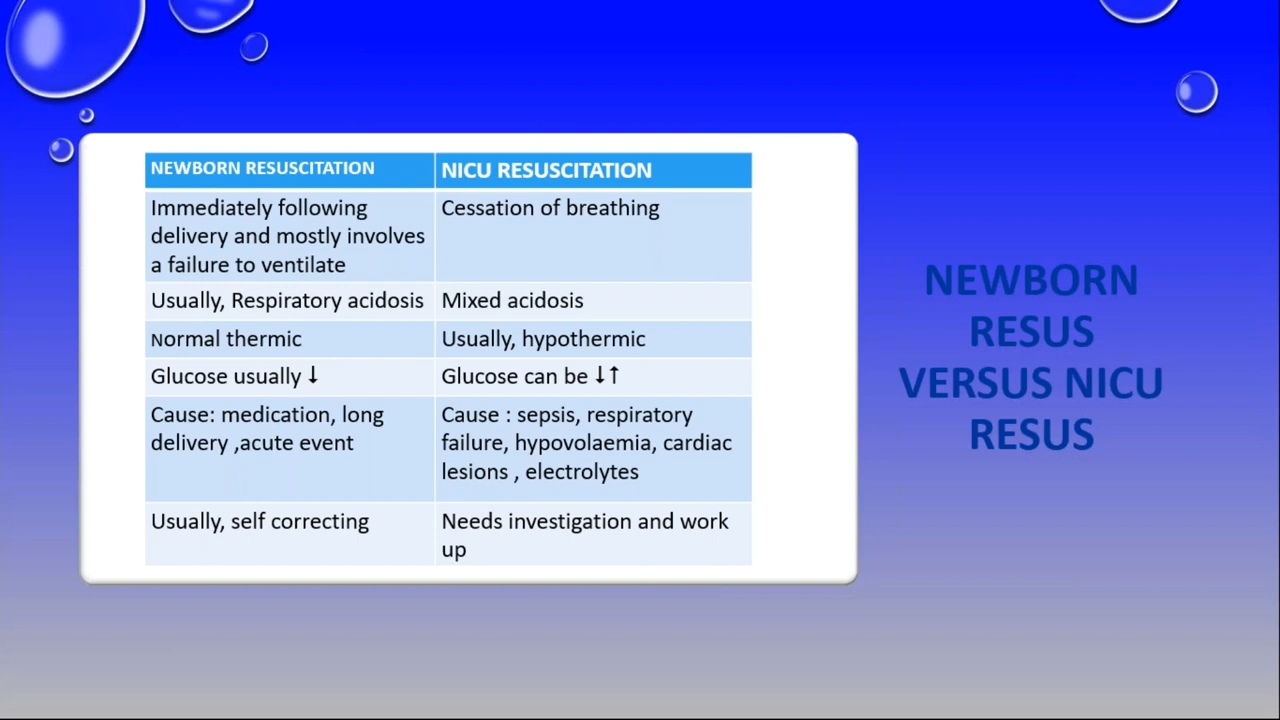 NEWBORN RESUSCITATION
NICU RESUSCITATION
Immediately following
delivery and mostly involves
a failure to ventilate
Cessation of breathing
Usually, Respiratory acidosis
Mixed acidosis
Normal thermic
Usually, hypothermic
Glucose usually ↓
Glucose can be ↓↑
Cause: medication, long
delivery ,acute event
Cause : sepsis, respiratory
failure, hypovolaemia, cardiac
lesions , electrolytes
Usually, self correcting
Needs investigation and work
up
NEWBORN
RESUS
VERSUS NICU
RESUS